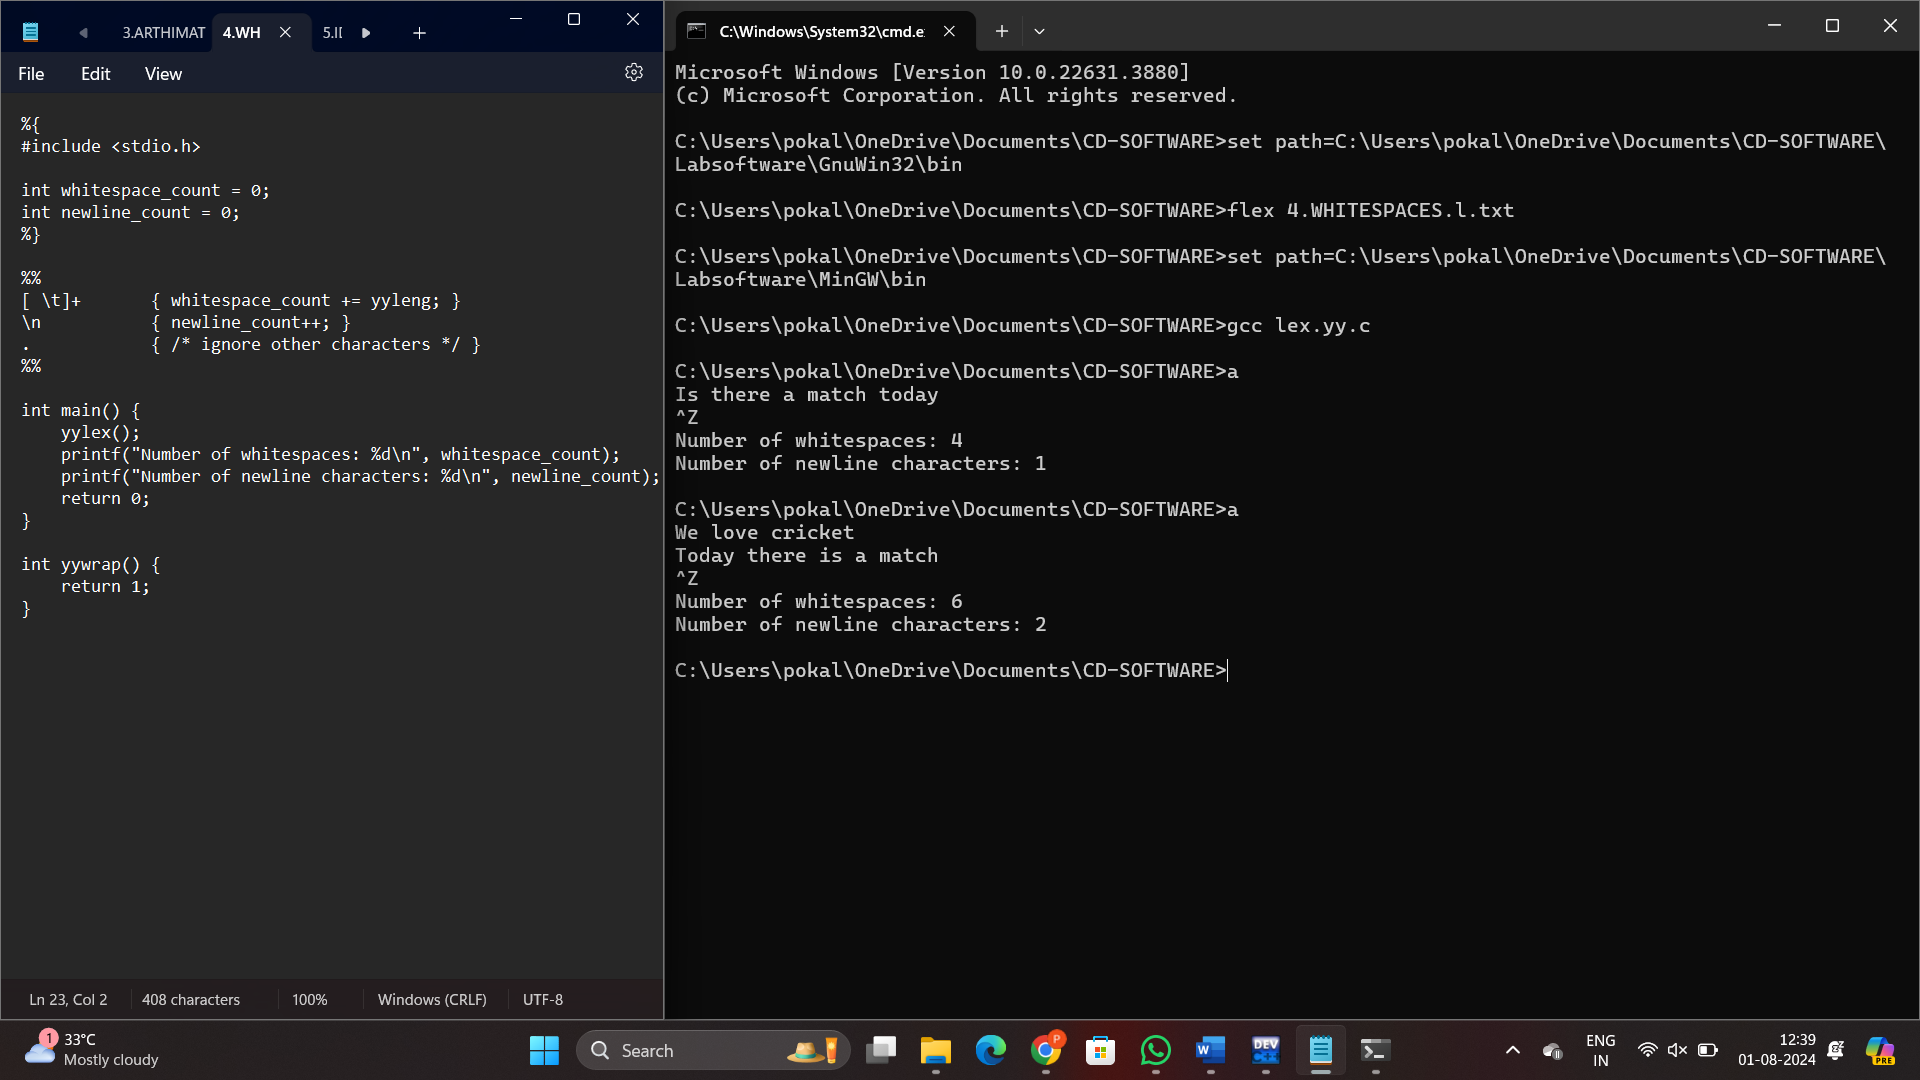 3.ARTHIMAT
4.WH
5.II
File
Edit
View
%{
#include <stdio.h>
int whitespace_count = 0;
int newline_count = 0;
%}
%%
[ \t]+       { whitespace_count += yyleng; }
\n           { newline_count++; }
.            { /* ignore other characters */ }
%%
int main() {
    yylex();
    printf("Number of whitespaces: %d\n", whitespace_count);
    printf("Number of newline characters: %d\n", newline_count);
    return 0;
}
int yywrap() {
    return 1;
}
Ln 23, Col 2
408 characters
100%
Windows (CRLF)
UTF-8
C:\Windows\System32\cmd.e
Microsoft Windows [Version 10.0.22631.3880]
(c) Microsoft Corporation. All rights reserved.
C:\Users\pokal\OneDrive\Documents\CD-SOFTWARE>set path=C:\Users\pokal\OneDrive\Documents\CD-SOFTWARE\
Labsoftware\GnuWin32\bin
C:\Users\pokal\OneDrive\Documents\CD-SOFTWARE>flex 4.WHITESPACES.l.txt
C:\Users\pokal\OneDrive\Documents\CD-SOFTWARE>set path=C:\Users\pokal\OneDrive\Documents\CD-SOFTWARE\
Labsoftware\MinGW\bin
C:\Users\pokal\OneDrive\Documents\CD-SOFTWARE>gcc lex.yy.c
C:\Users\pokal\OneDrive\Documents\CD-SOFTWARE>a
Is there a match today
^Z
Number of whitespaces: 4
Number of newline characters: 1
C:\Users\pokal\OneDrive\Documents\CD-SOFTWARE>a
We love cricket
Today there is a match
^Z
Number of whitespaces: 6
Number of newline characters: 2
C:\Users\pokal\OneDrive\Documents\CD-SOFTWARE>
1
33°C
Mostly cloudy
Search
P
W
DEV
C++
ENG
IN
12:39
01-08-2024
PRE